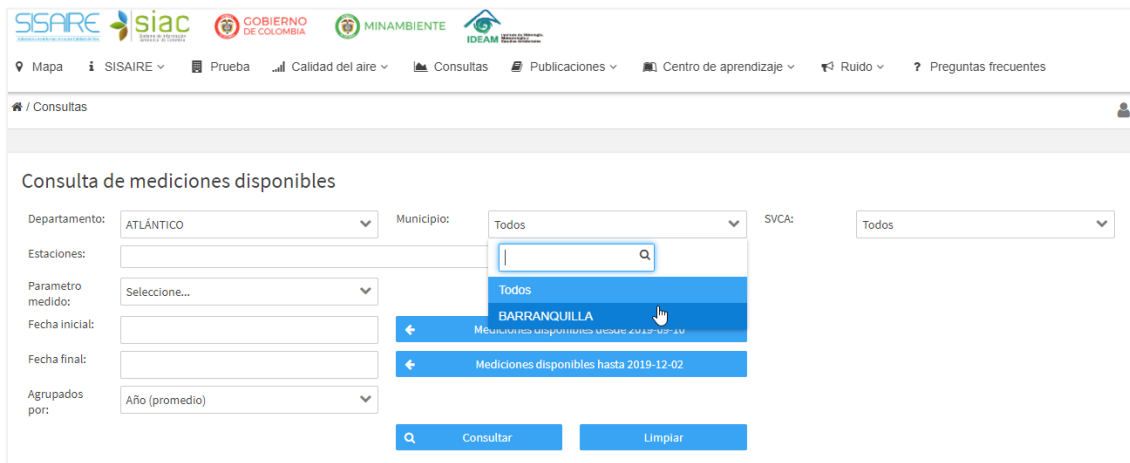 SISAIRE siac GOBIERNO DE COLOMBIA MINAMBIENTE IDEAM
Mapa SISAIRE Prueba Calidad del aire Consultas Publicaciones Centro de aprendizaje Ruido ? Preguntas frecuentes
/ Consultas
Consulta de mediciones disponibles
Departamento: ATLÁNTICO Municipio: Todos SVCA: Todos
Estaciones:
Todos
Parametro medido: Seleccione...
BARRANQUILLA
Fecha inicial: Mediciones disponibles desde 2019-09-10
Fecha final: Mediciones disponibles hasta 2019-12-02
Agrupados por: Año (promedio)
Consultar Limpiar